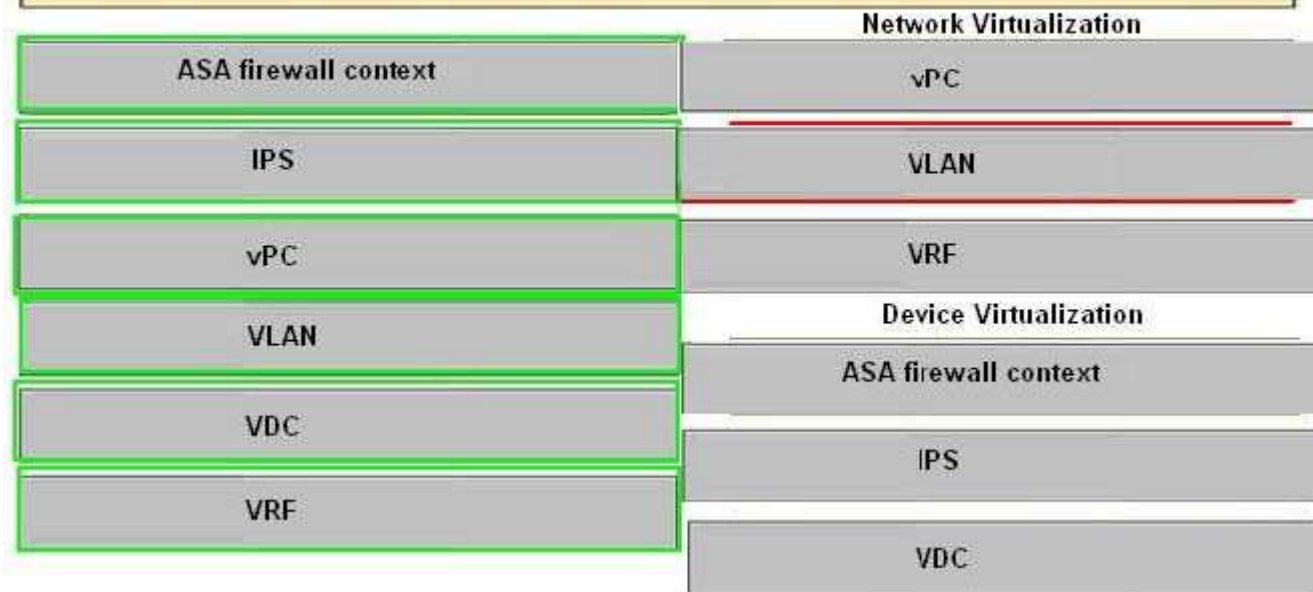 ASA firewall context
IPS
vPC
VLAN
VDC
VRF
Network Virtualization
vPC
VLAN
VRF
Device Virtualization
ASA firewall context
IPS
VDC